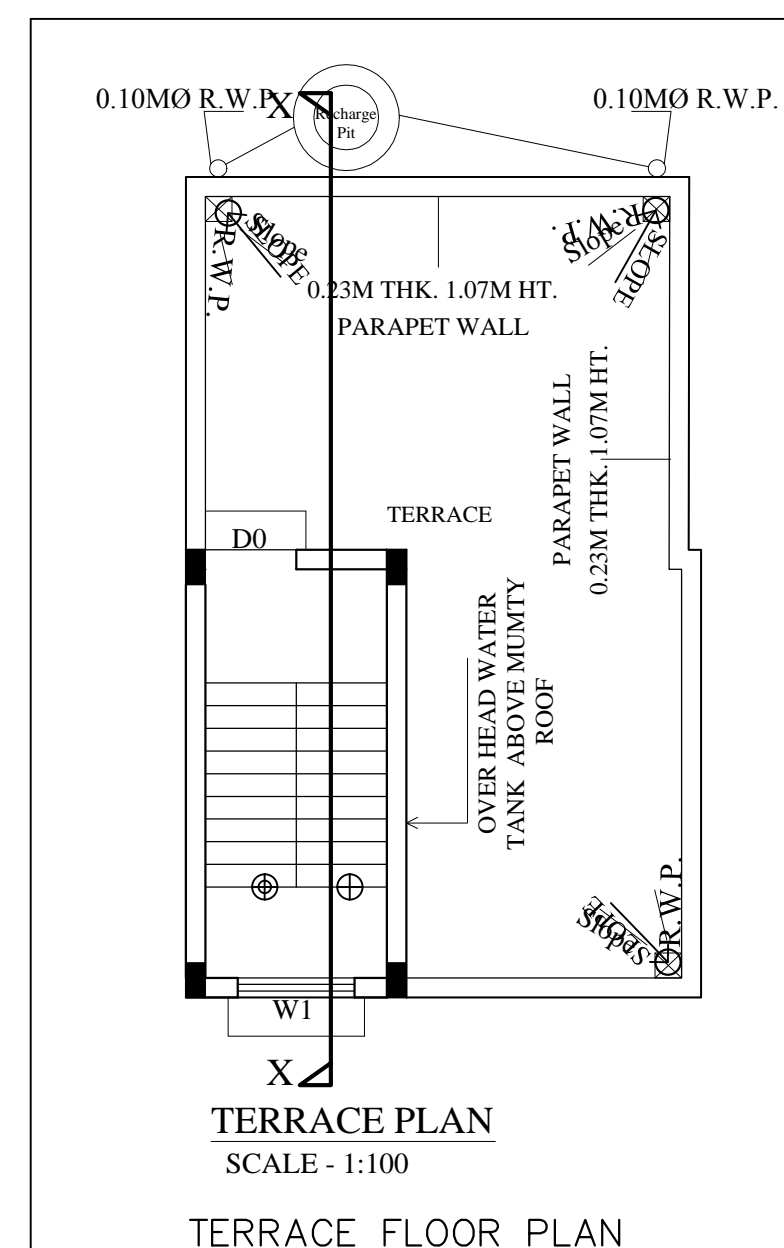 0.10MØ R.W.P.
X
Recharge
Pit
0.10MØ R.W.P.
Slope
SLOPE
R.W.P.
R.W.P.
Slope
SLOPE
0.23M THK. 1.07M HT.
PARAPET WALL
PARAPET WALL
0.23M THK. 1.07M HT.
TERRACE
D0
OVER HEAD WATER
TANK ABOVE MUMTY
ROOF
R.W.P.
SLOPE
Slope
W1
X
TERRACE PLAN
SCALE - 1:100
TERRACE FLOOR PLAN